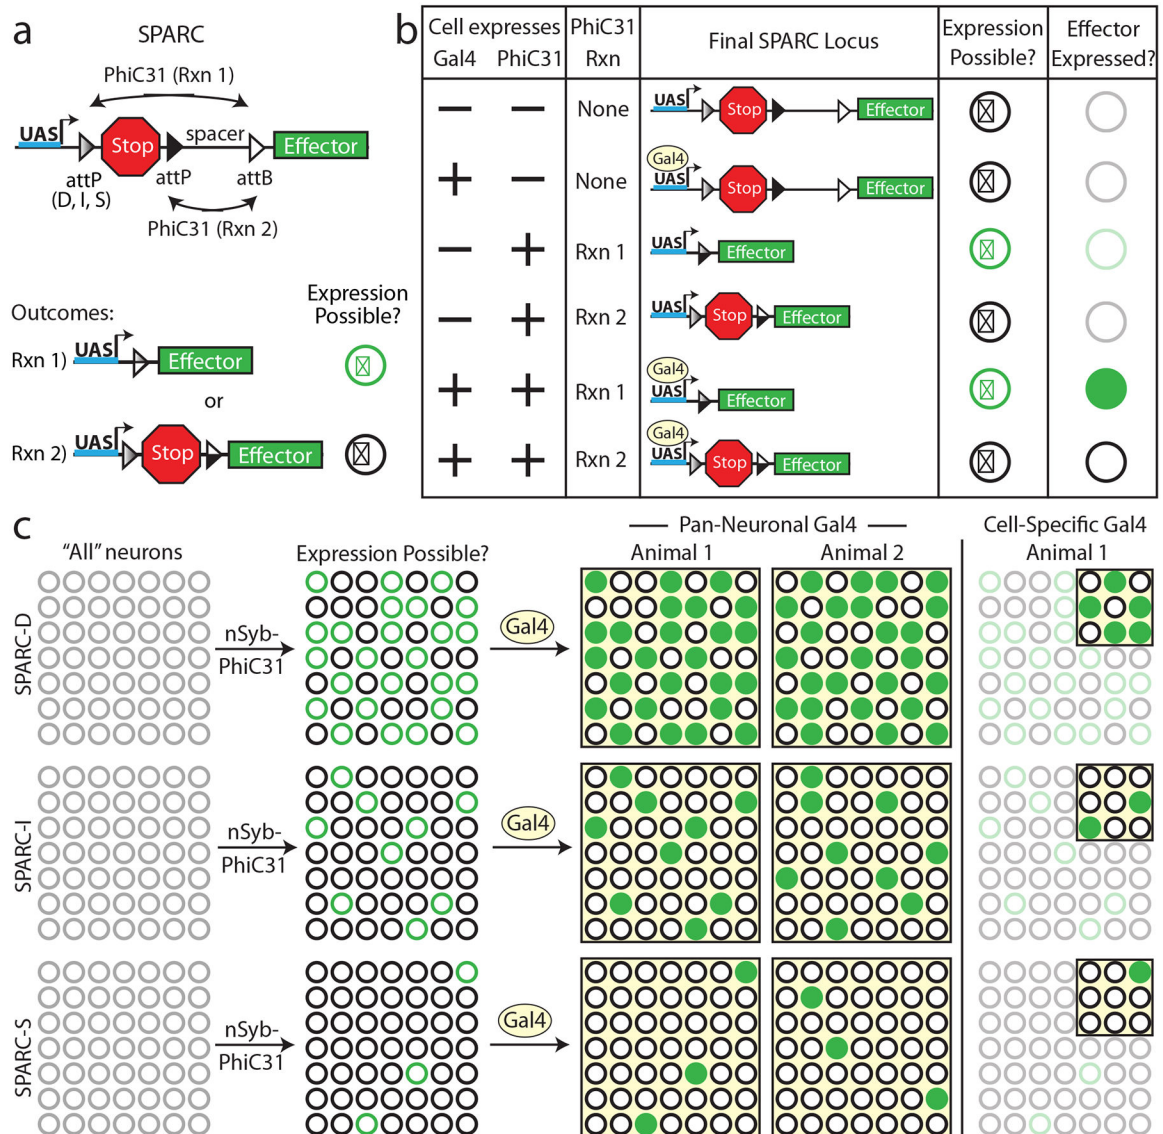 a
SPARC
PhiC31 (Rxn 1)
UAS
Stop
spacer
Effector
attP
(D, I, S)
attP
attB
PhiC31 (Rxn 2)
Outcomes:
Expression
Possible?
Rxn 1)
UAS
Effector
or
Rxn 2)
UAS
Stop
Effector
b
Cell expresses
Gal4 PhiC31
PhiC31
Rxn
Final SPARC Locus
Expression
Possible?
Effector
Expressed?
− − None UAS Stop Effector
Gal4
+ − None UAS Stop Effector
− + Rxn 1 UAS Effector
− + Rxn 2 UAS Stop Effector
Gal4
+ + Rxn 1 UAS Effector
Gal4
+ + Rxn 2 UAS Stop Effector
c
“All” neurons
Expression Possible?
Pan-Neuronal Gal4
Animal 1 Animal 2
Cell-Specific Gal4
Animal 1
SPARC-D
nSyb-
PhiC31
Gal4
SPARC-I
nSyb-
PhiC31
Gal4
SPARC-S
nSyb-
PhiC31
Gal4